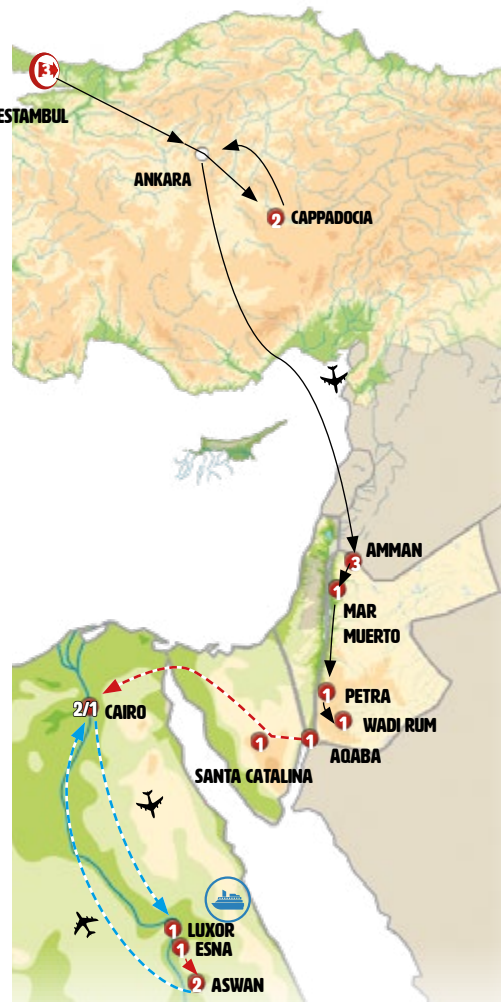 3
ESTAMBUL
ANKARA
2
CAPPADOCIA
AMMAN
3
1
MAR
MUERTO
1
PETRA
1
WADI RUM
2/1
CAIRO
1
AQABA
1
SANTA CATALINA
1
LUXOR
1
ESNA
2
ASWAN